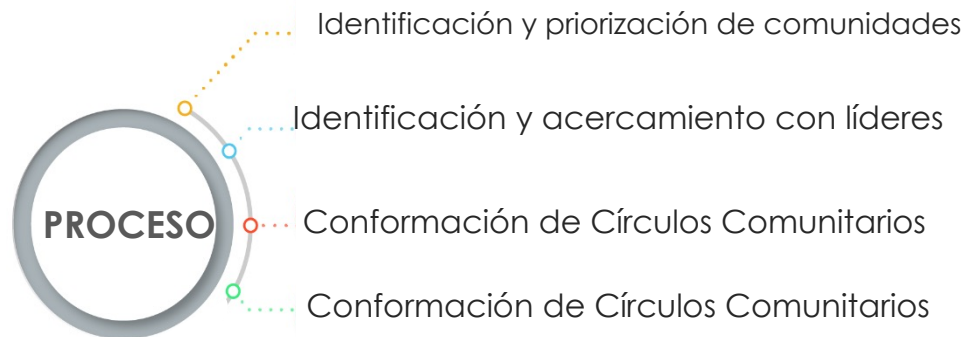 Identificación y priorización de comunidades
Identificación y acercamiento con líderes
PROCESO
Conformación de Círculos Comunitarios
Conformación de Círculos Comunitarios